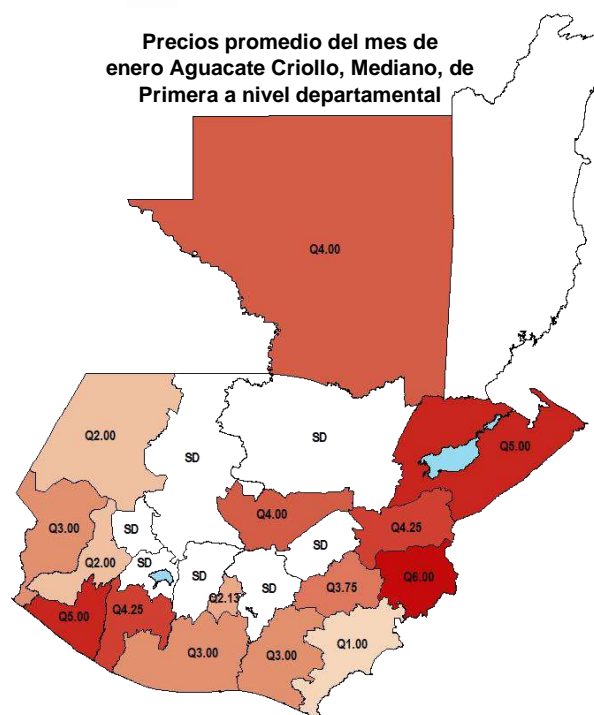 Precios promedio del mes de
enero Aguacate Criollo, Mediano, de
Primera a nivel departamental
Q4.00
Q2.00
SD
SD
Q5.00
Q4.00
Q4.25
Q3.00
SD
SD
Q2.00
SD
SD
SD
Q2.13
Q3.75
Q6.00
Q5.00
Q4.25
Q3.00
Q3.00
Q1.00